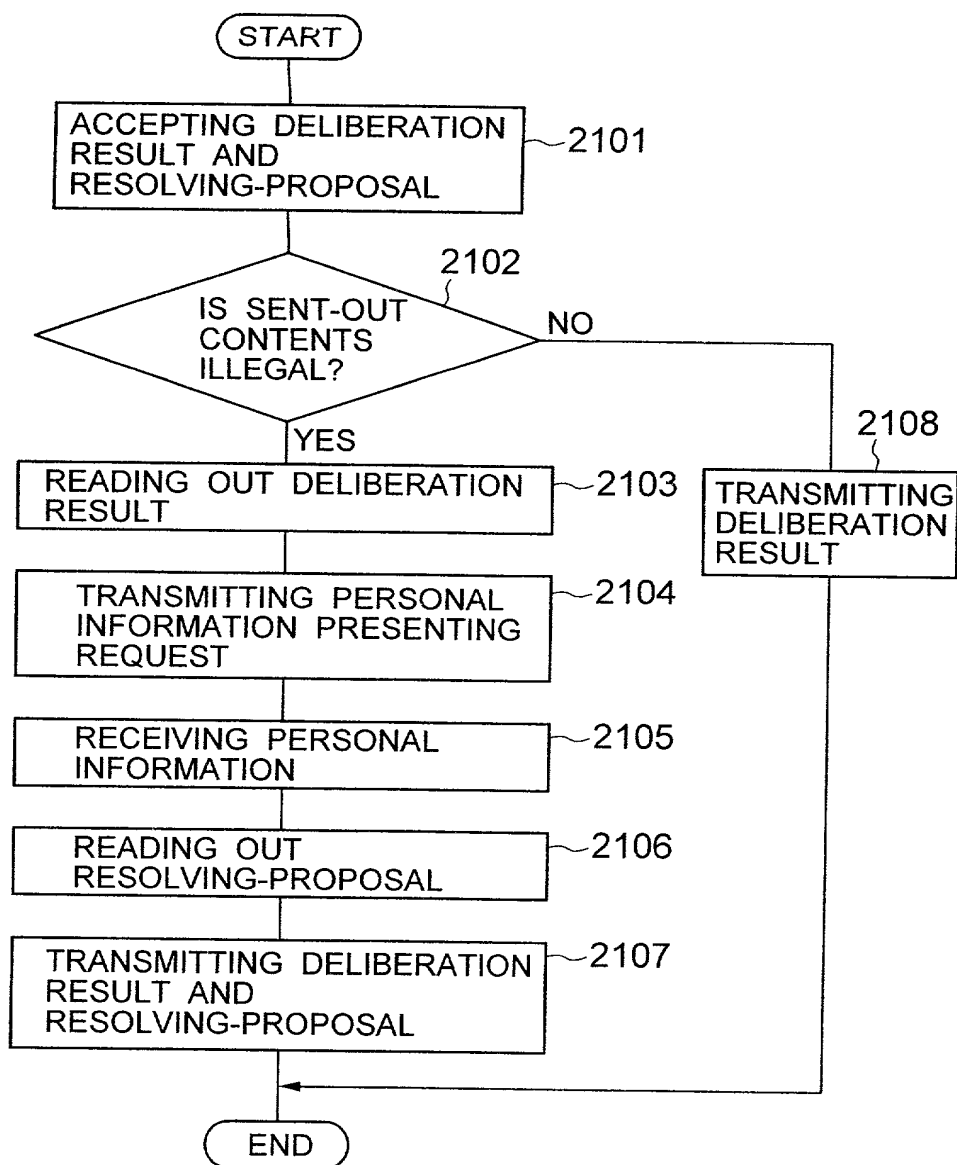 START
ACCEPTING DELIBERATION
RESULT AND
RESOLVING-PROPOSAL
2101
2102
IS SENT-OUT
CONTENTS
ILLEGAL?
NO
YES
2108
READING OUT DELIBERATION
RESULT
2103
TRANSMITTING
DELIBERATION
RESULT
TRANSMITTING PERSONAL
INFORMATION PRESENTING
REQUEST
2104
RECEIVING PERSONAL
INFORMATION
2105
READING OUT
RESOLVING-PROPOSAL
2106
TRANSMITTING DELIBERATION
RESULT AND
RESOLVING-PROPOSAL
2107
END